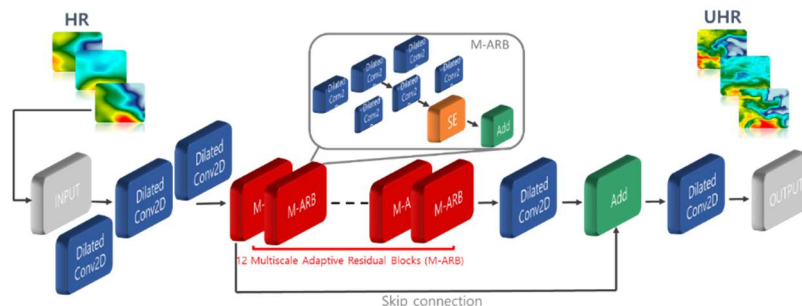 HR
UHR
M-ARB
Dilated
Conv2
Dilated
Conv2
Dilated
Conv2
Dilated
Conv2
Dilated
Conv2
Dilated
Conv2
Dilated
Conv2
SE
Add
INPUT
Dilated
Conv2D
Dilated
Conv2D
Dilated
Conv2D
M-
M-ARB
M-A
M-ARB
Dilated
Conv2D
Add
Dilated
Conv2D
OUTPUT
12 Multiscale Adaptive Residual Blocks (M-ARB)
Skip connection